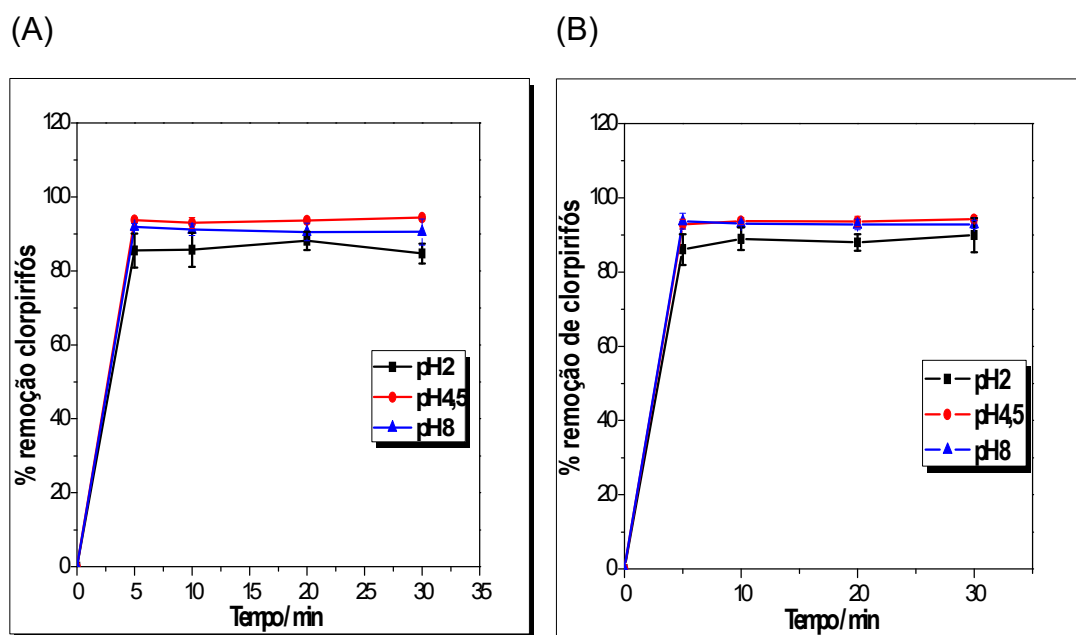 (A)
(B)
% remoção clorpirifós
120
100
80
60
40
20
0
pH2
pH4,5
pH8
0 5 10 15 20 25 30 35
Tempo/ min
% remoção de clorpirifós
120
100
80
60
40
20
0
pH2
pH4,5
pH8
0 10 20 30
Tempo/ min